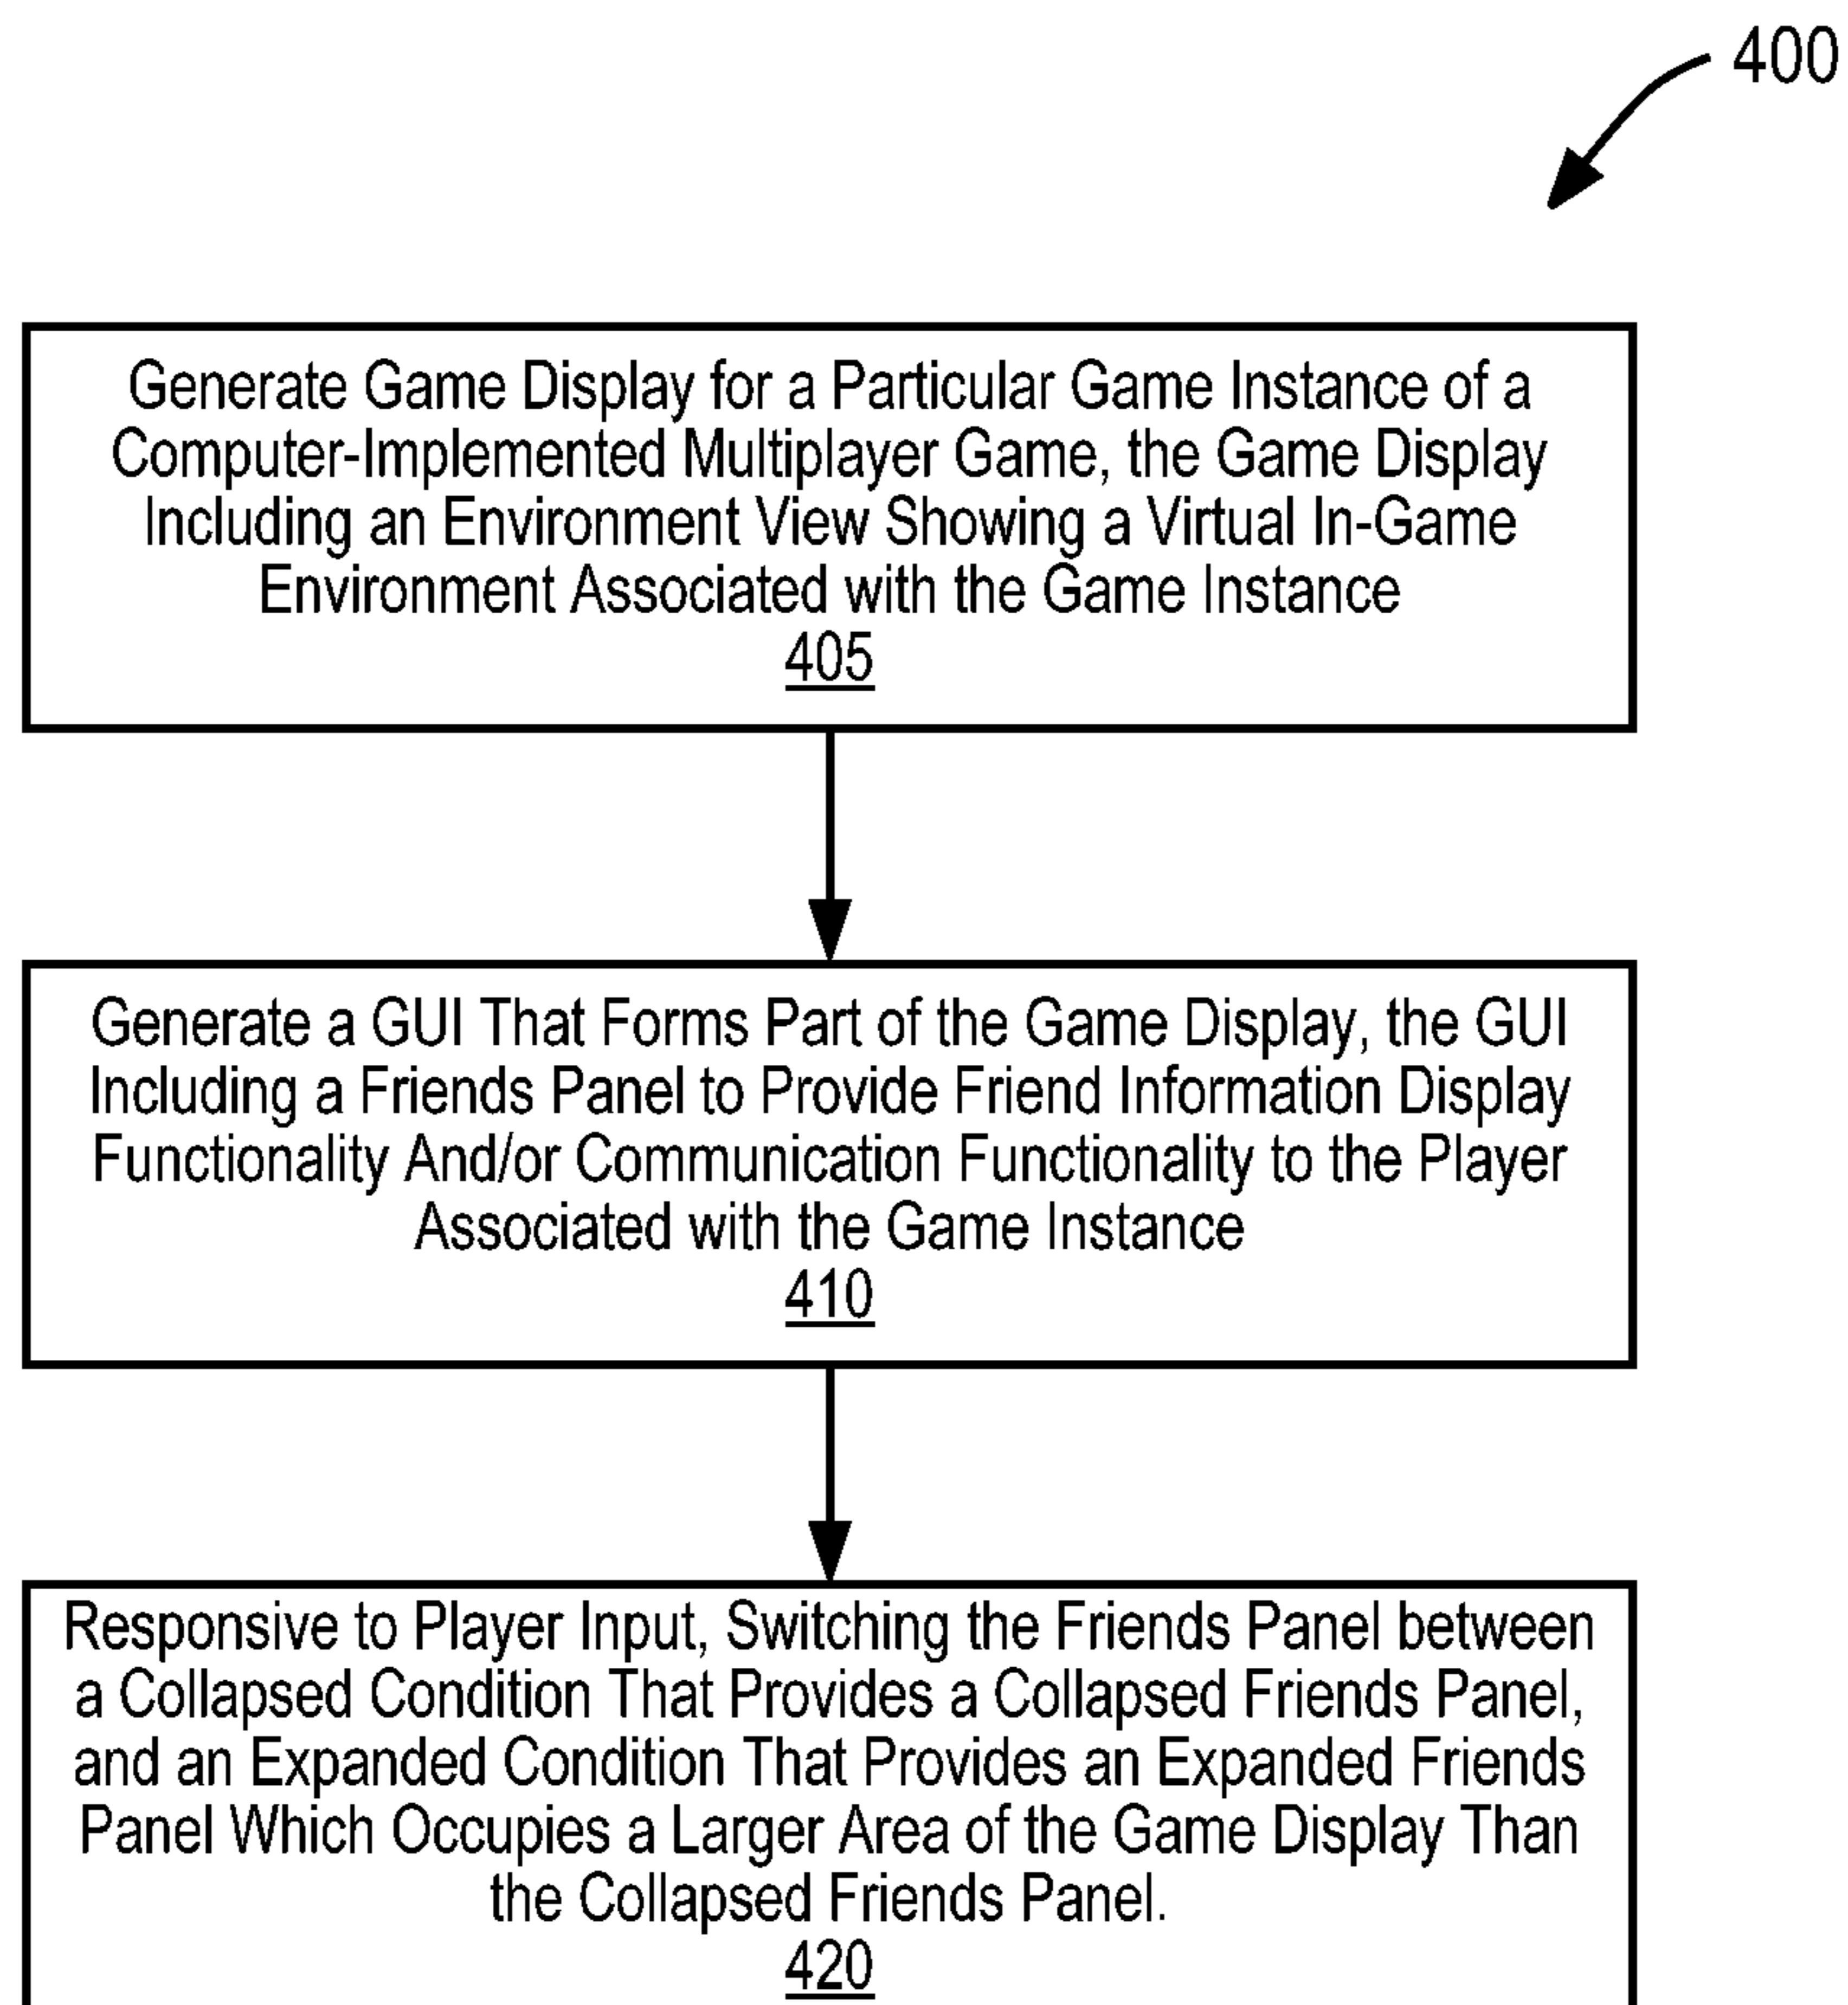 400
Generate Game Display for a Particular Game Instance of a
Computer-Implemented Multiplayer Game, the Game Display
Including an Environment View Showing a Virtual In-Game
Environment Associated with the Game Instance
405
Generate a GUI That Forms Part of the Game Display, the GUI
Including a Friends Panel to Provide Friend Information Display
Functionality And/or Communication Functionality to the Player
Associated with the Game Instance
410
Responsive to Player Input, Switching the Friends Panel between
a Collapsed Condition That Provides a Collapsed Friends Panel,
and an Expanded Condition That Provides an Expanded Friends
Panel Which Occupies a Larger Area of the Game Display Than
the Collapsed Friends Panel.
420